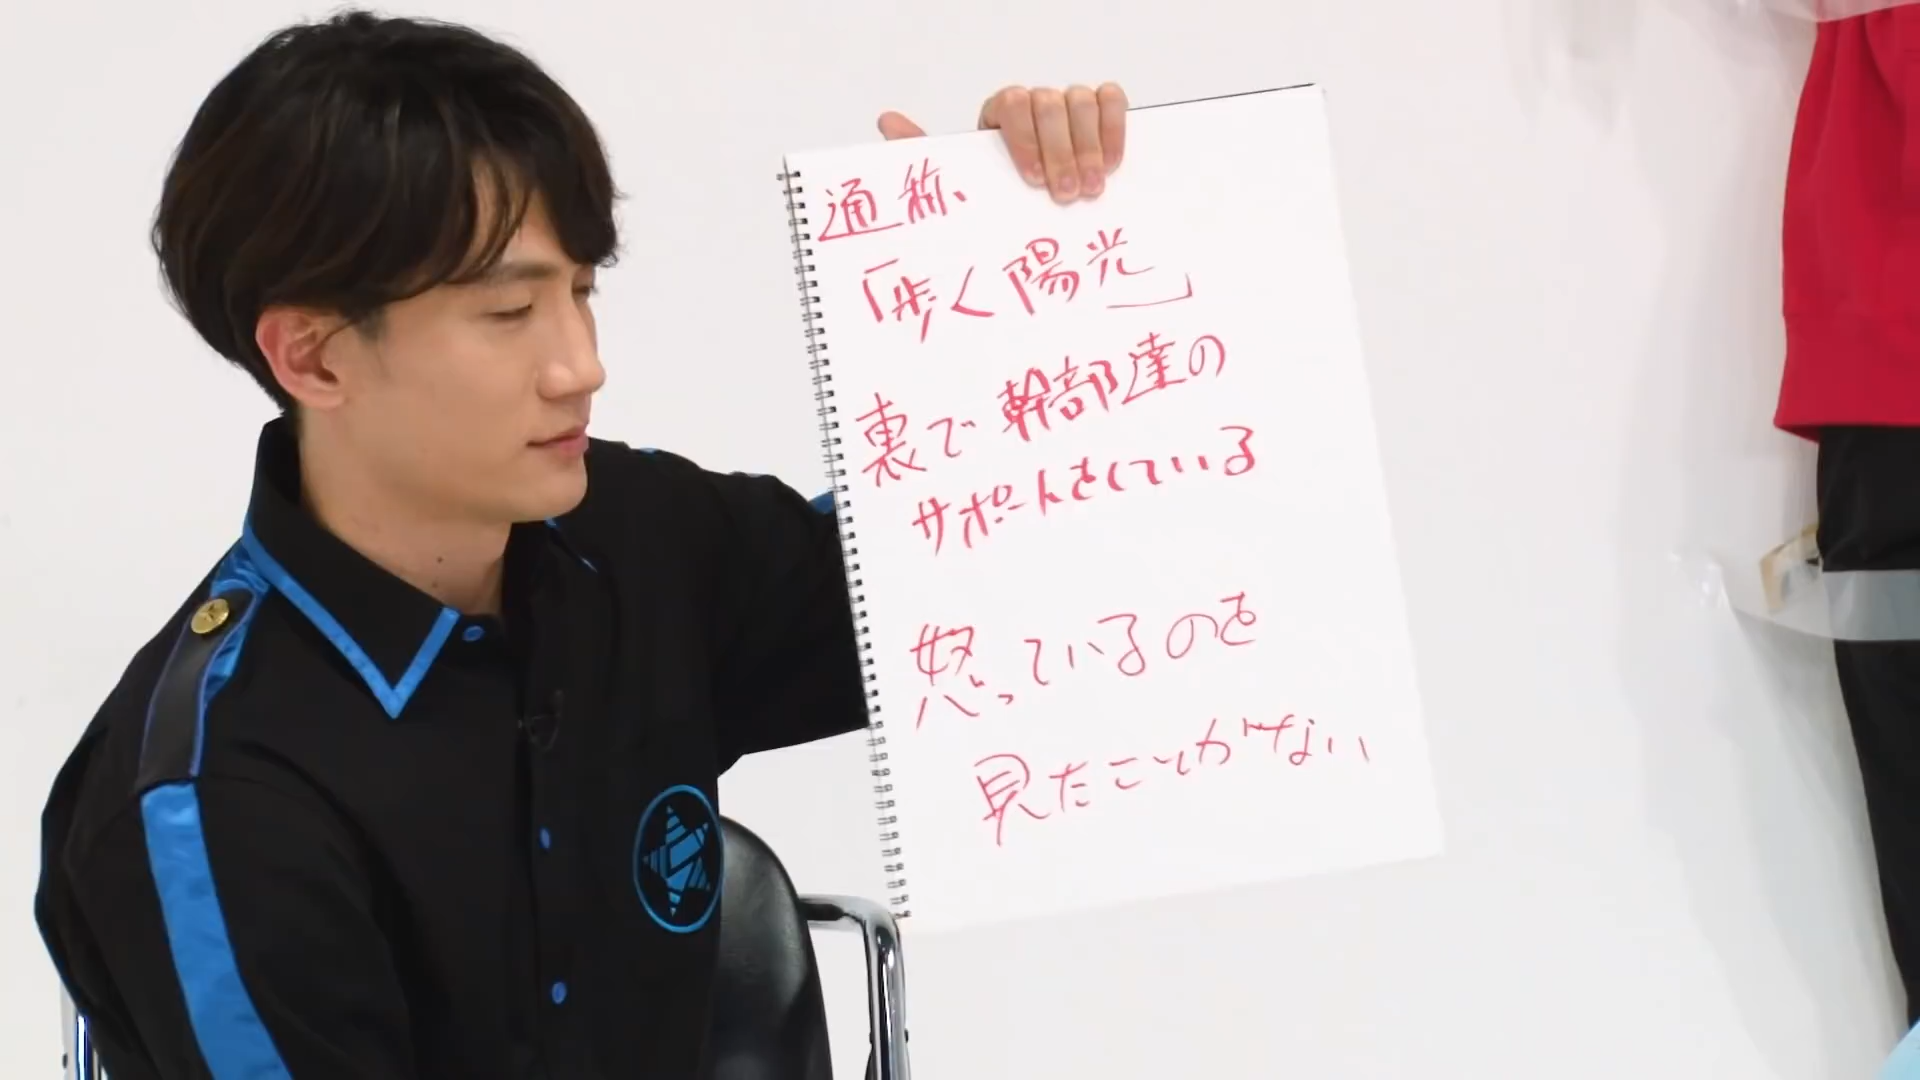 通称、
「歩く陽光」
裏で幹部達の
サポートをしている
怒っているのを
見たことがない